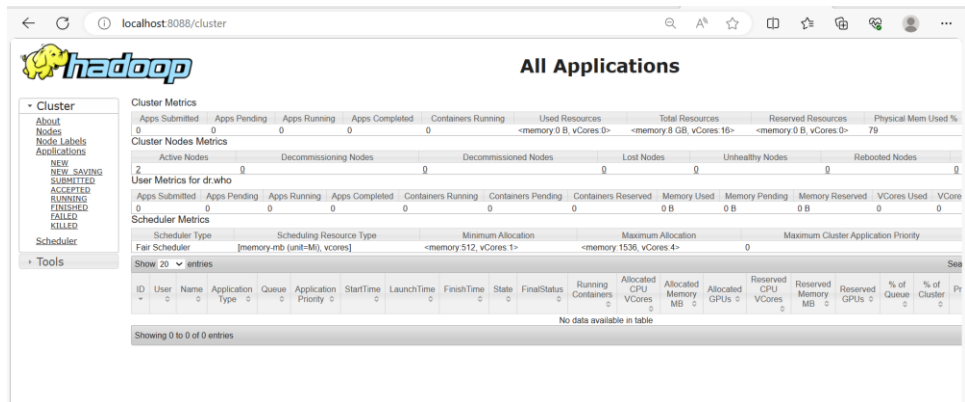 localhost:8088/cluster
hadoop
All Applications
Cluster
About
Nodes
Node Labels
Applications
NEW
NEW_SAVING
SUBMITTED
ACCEPTED
RUNNING
FINISHED
FAILED
KILLED
Scheduler
Tools
Cluster Metrics
Apps Submitted Apps Pending Apps Running Apps Completed Containers Running Used Resources Total Resources Reserved Resources Physical Mem Used %
0 0 0 0 0 <memory:0 B, vCores:0> <memory:8 GB, vCores:16> <memory:0 B, vCores:0> 79
Cluster Nodes Metrics
Active Nodes Decommissioning Nodes Decommissioned Nodes Lost Nodes Unhealthy Nodes Rebooted Nodes
2 0 0 0 0 0 0
User Metrics for dr.who
Apps Submitted Apps Pending Apps Running Apps Completed Containers Running Containers Pending Containers Reserved Memory Used Memory Pending Memory Reserved VCores Used VCore
0 0 0 0 0 0 0 0 B 0 B 0 B 0 0
Scheduler Metrics
Scheduler Type Scheduling Resource Type Minimum Allocation Maximum Allocation Maximum Cluster Application Priority
Fair Scheduler [memory-mb (unit=Mi), vcores] <memory:512, vCores:1> <memory:1536, vCores:4> 0
Show 20 entries Sea
ID User Name Application Type Queue Application Priority StartTime LaunchTime FinishTime State FinalStatus Running Containers Allocated CPU VCores Allocated Memory MB Allocated GPUs Reserved CPU VCores Reserved Memory MB Reserved GPUs % of Queue % of Cluster Pr
No data available in table
Showing 0 to 0 of 0 entries